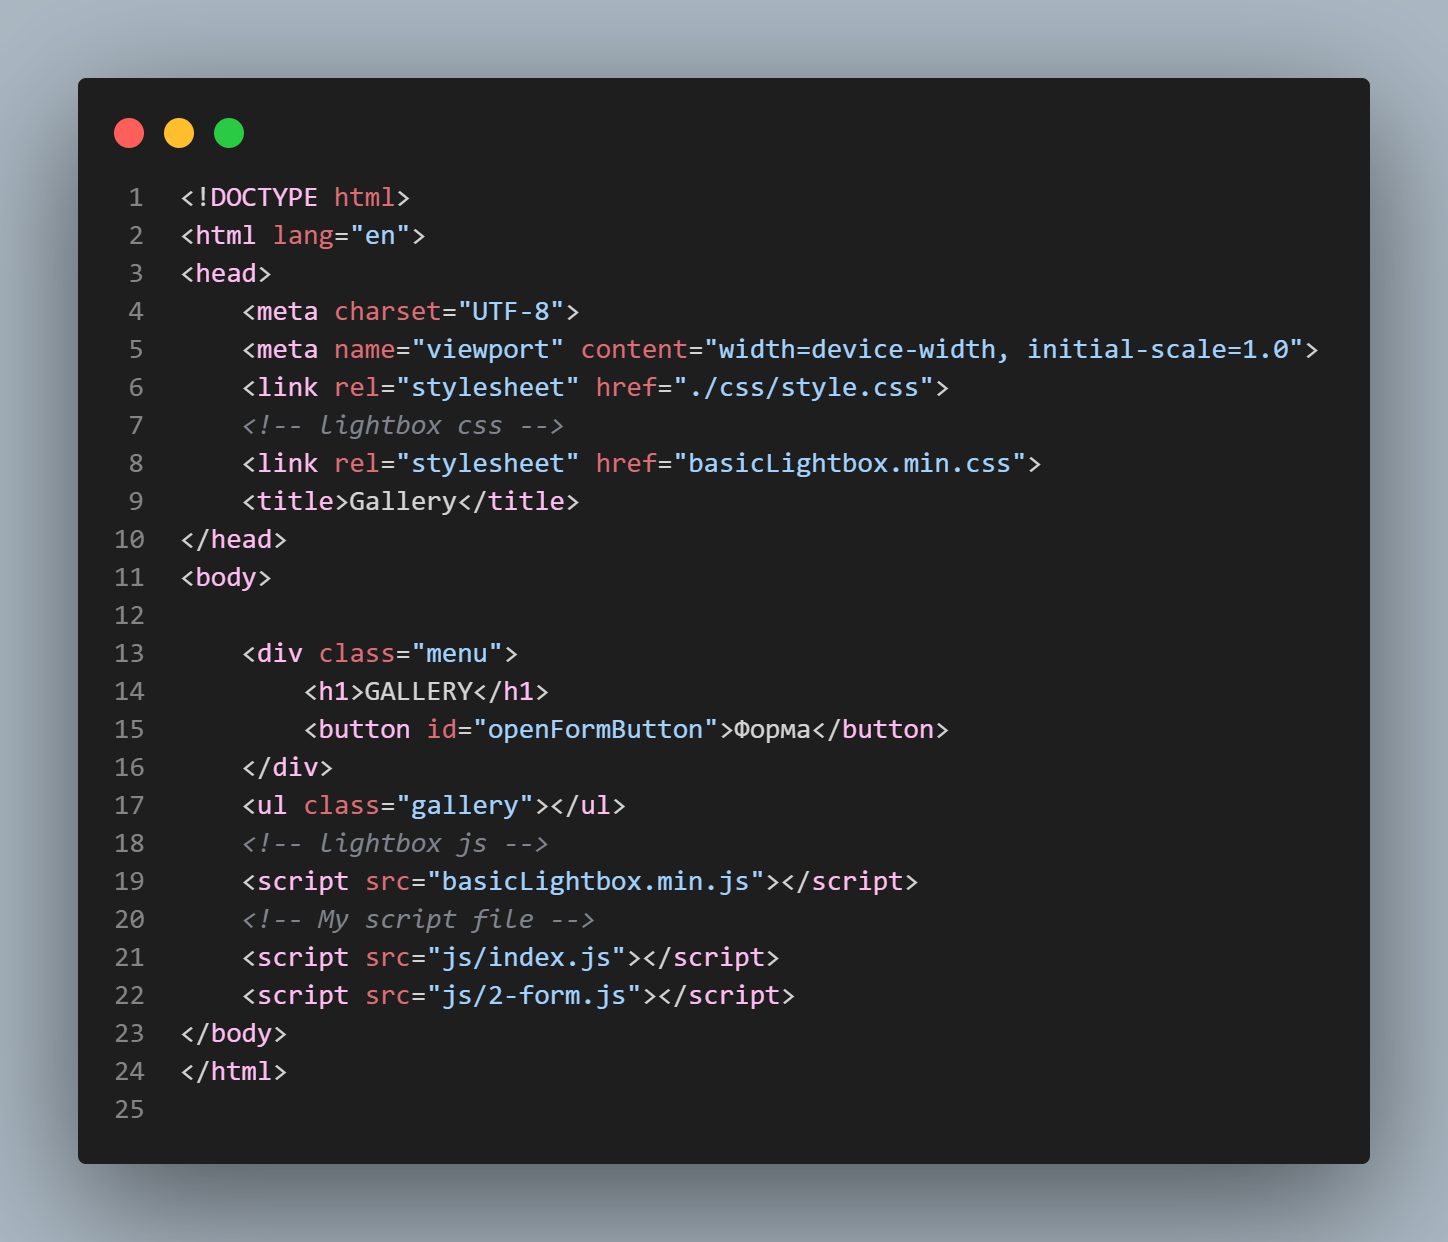 1 <!DOCTYPE html>
2 <html lang="en">
3 <head>
4     <meta charset="UTF-8">
5     <meta name="viewport" content="width=device-width, initial-scale=1.0">
6     <link rel="stylesheet" href="./css/style.css">
7     <!-- lightbox css -->
8     <link rel="stylesheet" href="basicLightbox.min.css">
9     <title>Gallery</title>
10 </head>
11 <body>
12
13     <div class="menu">
14         <h1>GALLERY</h1>
15         <button id="openFormButton">Форма</button>
16     </div>
17     <ul class="gallery"></ul>
18     <!-- lightbox js -->
19     <script src="basicLightbox.min.js"></script>
20     <!-- My script file -->
21     <script src="js/index.js"></script>
22     <script src="js/2-form.js"></script>
23 </body>
24 </html>
25